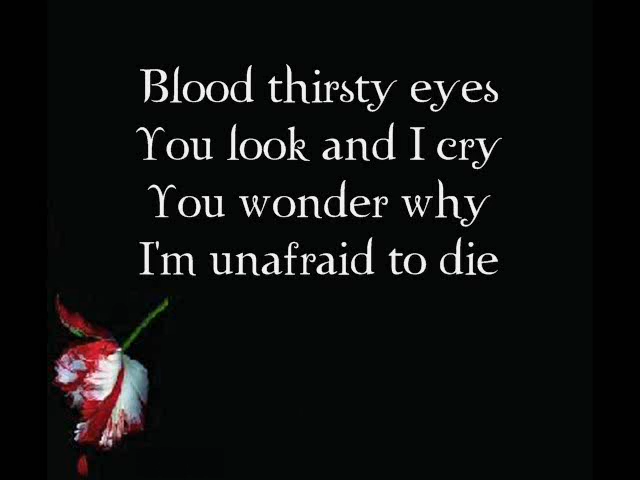 Blood thirsty eyes
You look and I cry
You wonder why
I'm unafraid to die